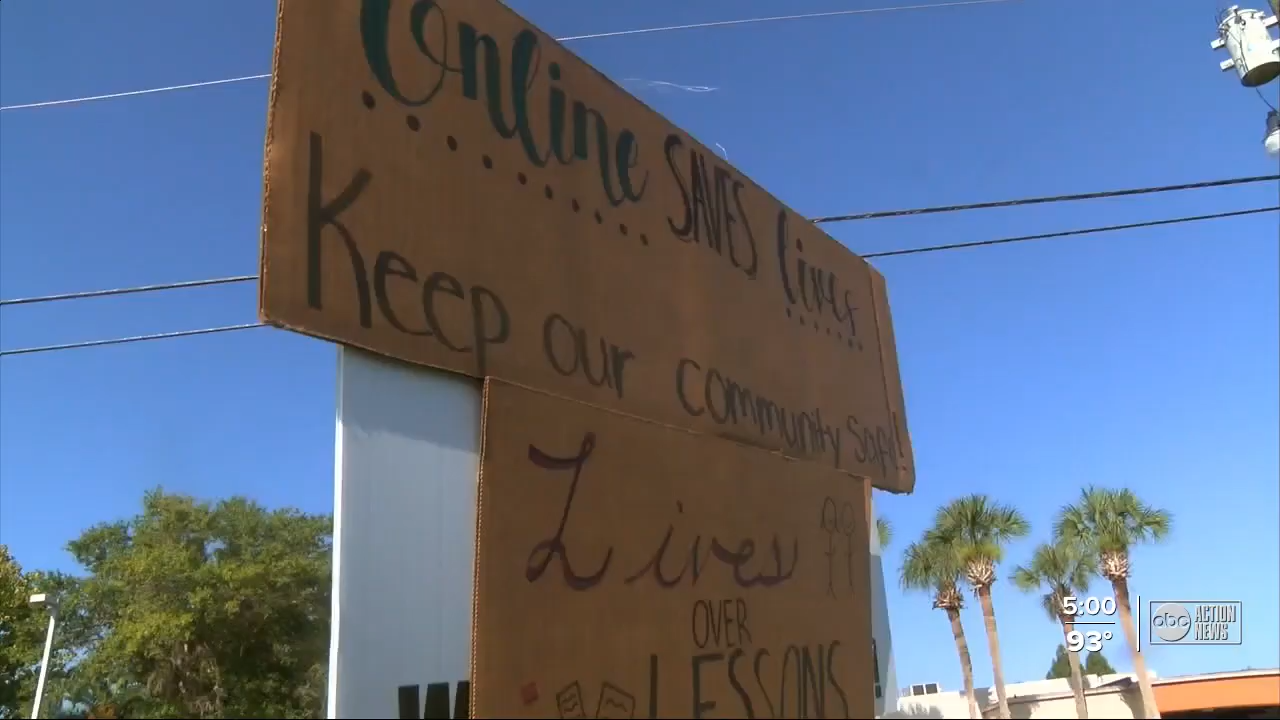 Online SAVES lives
Keep our community safe!
Lives
OVER
LESSONS
W
5:00
93°
abc ACTION
NEWS